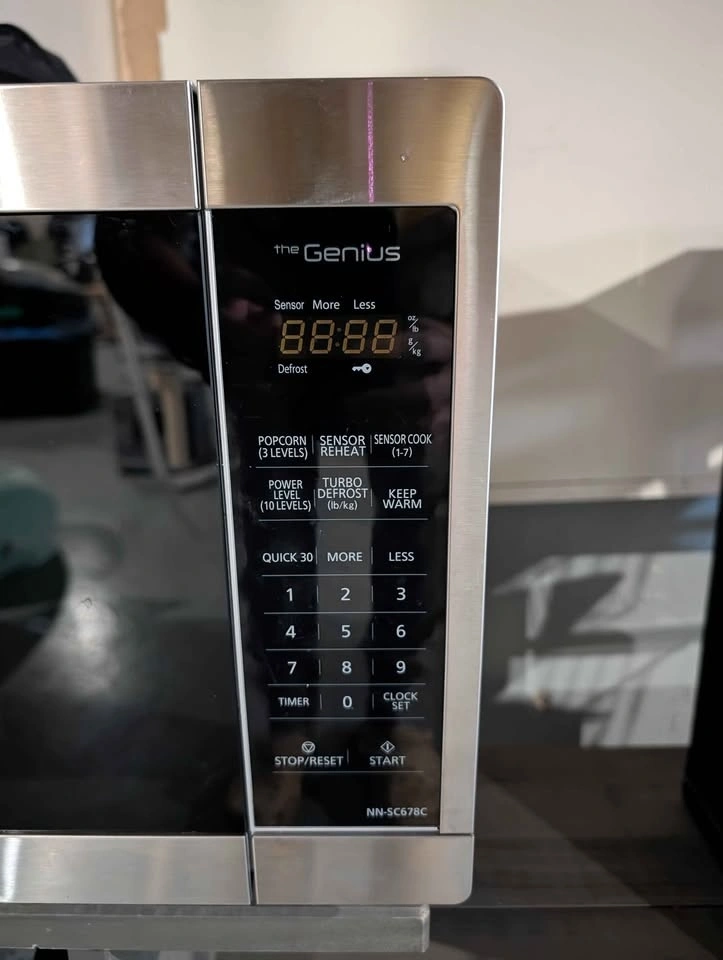 the Genius
Sensor More Less
88:88
oz/lb
g/kg
Defrost
POPCORN
(3 LEVELS)
SENSOR
REHEAT
SENSOR COOK
(1-7)
POWER
LEVEL
(10 LEVELS)
TURBO
DEFROST
(lb/kg)
KEEP
WARM
QUICK 30 MORE LESS
1 2 3
4 5 6
7 8 9
TIMER 0 CLOCK
SET
STOP/RESET START
NN-SC678C